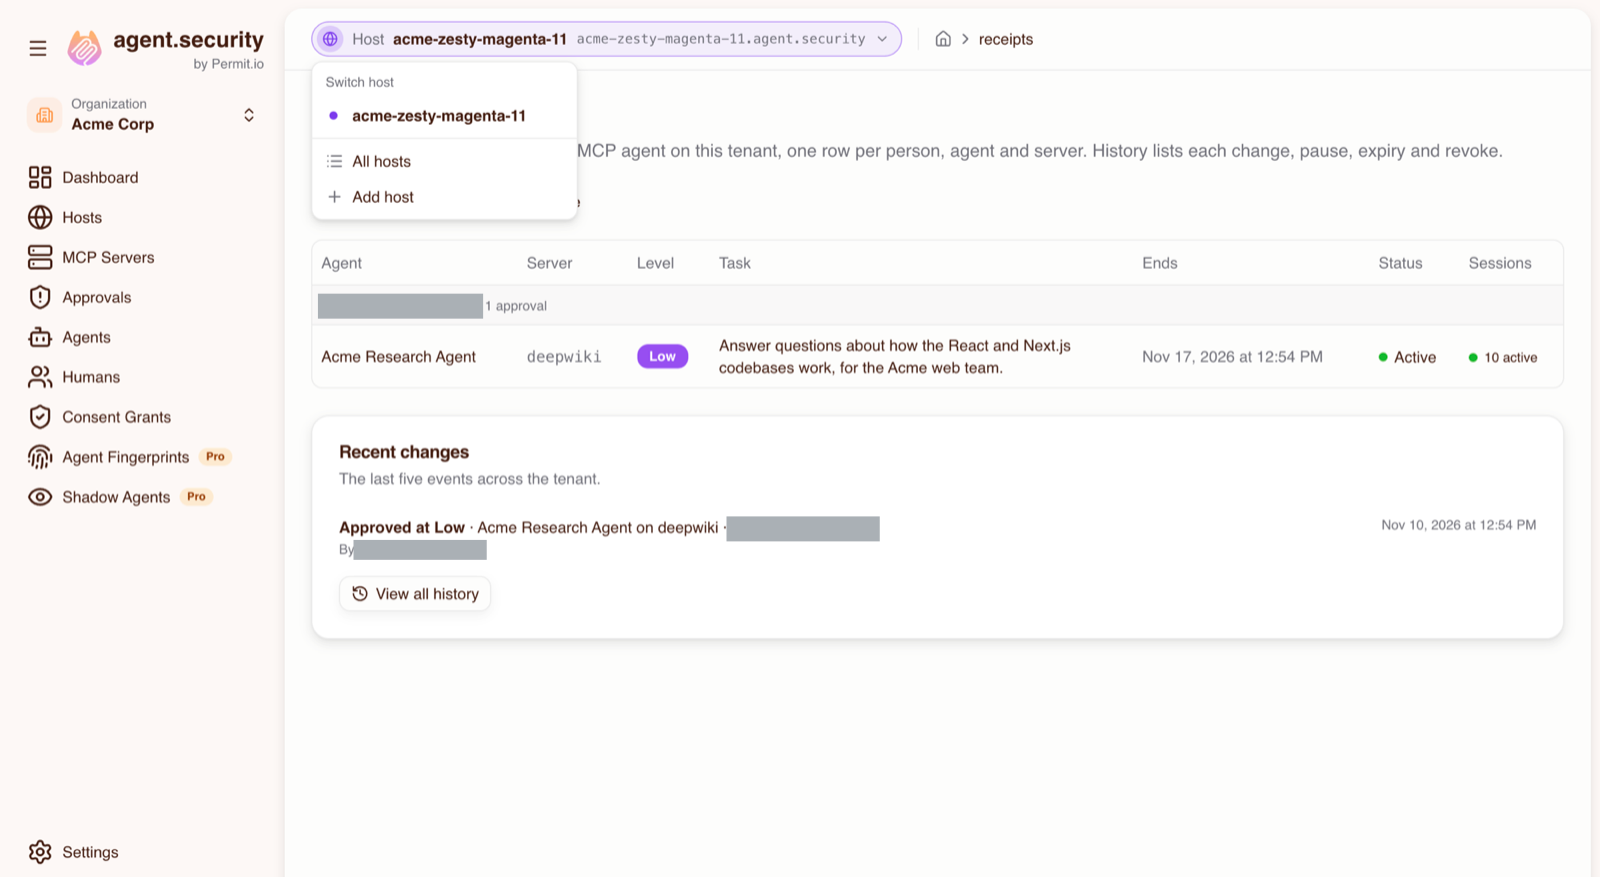 agent.security
by Permit.io
Organization
Acme Corp
Dashboard
Hosts
MCP Servers
Approvals
Agents
Humans
Consent Grants
Agent Fingerprints Pro
Shadow Agents Pro
Settings
Host acme-zesty-magenta-11 acme-zesty-magenta-11.agent.security
receipts
Switch host
acme-zesty-magenta-11
All hosts
Add host
MCP agent on this tenant, one row per person, agent and server. History lists each change, pause, expiry and revoke.
Agent Server Level Task Ends Status Sessions
1 approval
Acme Research Agent deepwiki Low Answer questions about how the React and Next.js Nov 17, 2026 at 12:54 PM Active 10 active
codebases work, for the Acme web team.
Recent changes
The last five events across the tenant.
Approved at Low · Acme Research Agent on deepwiki ·
Nov 10, 2026 at 12:54 PM
By
View all history